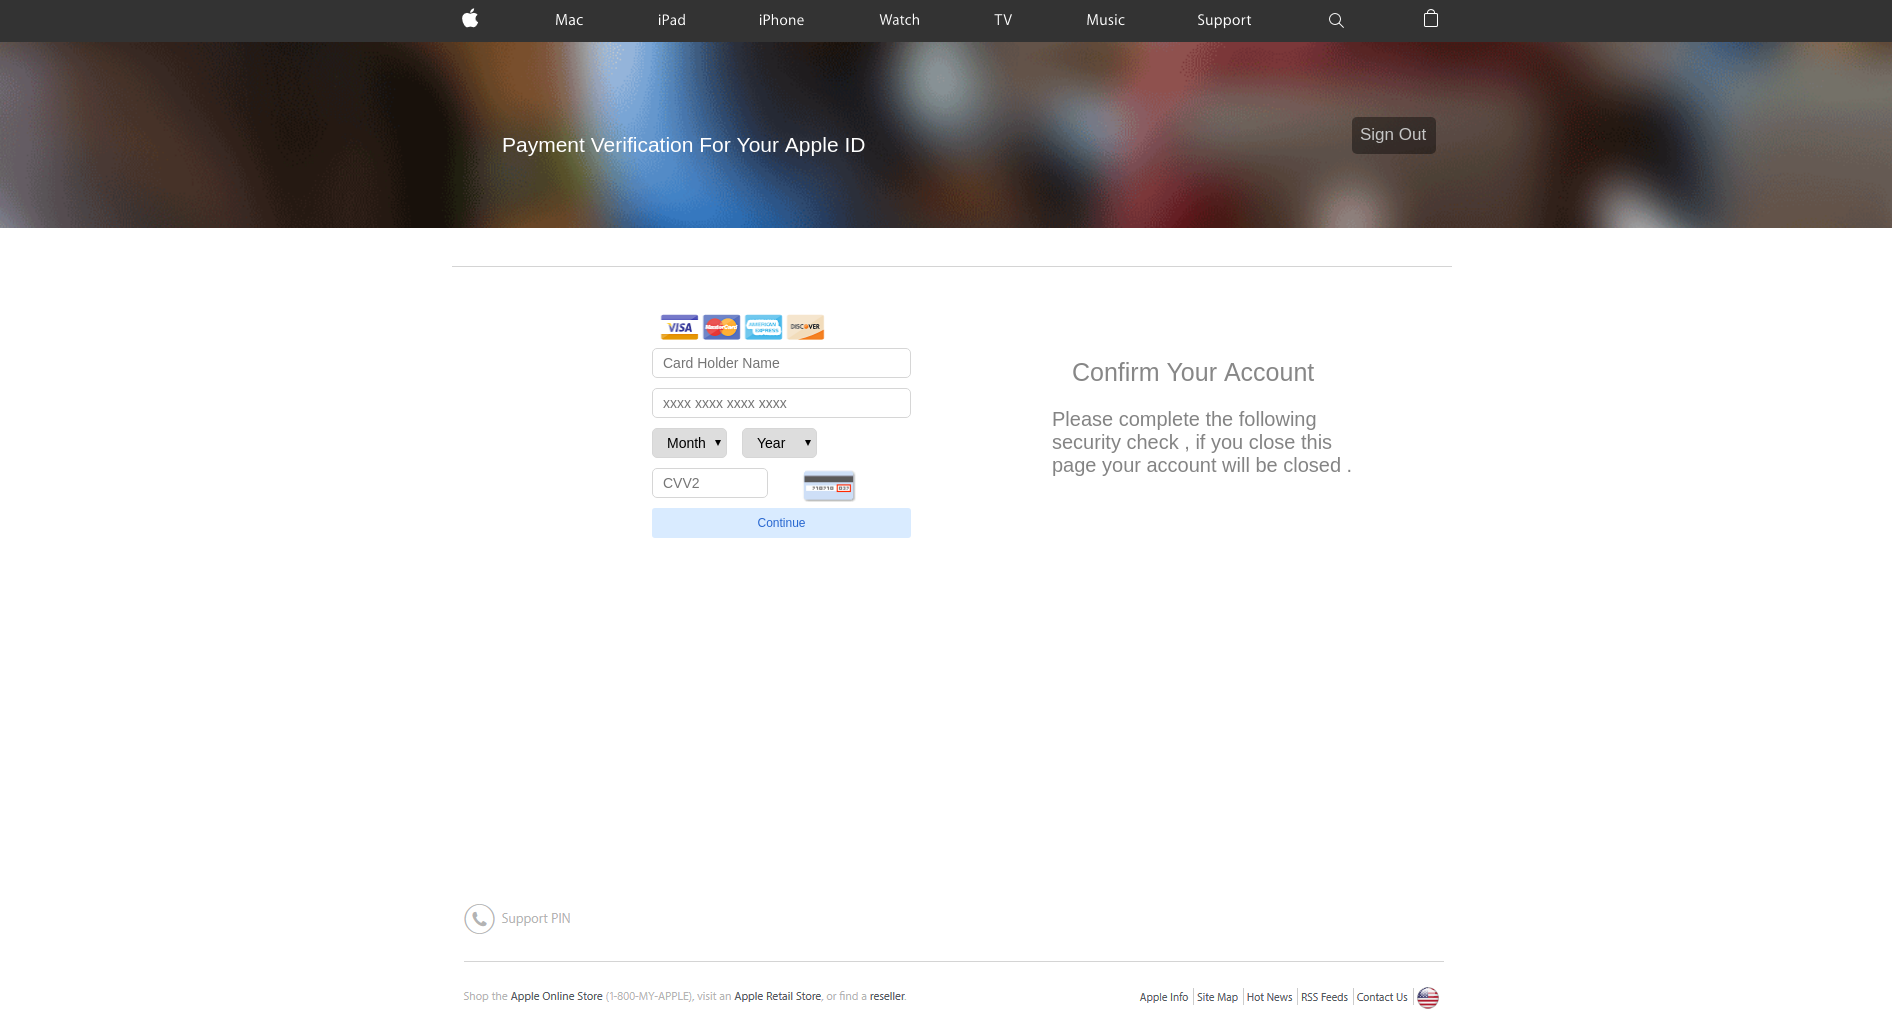 Mac iPad iPhone Watch TV Music Support
Payment Verification For Your Apple ID
Sign Out
VISA MasterCard AMERICAN EXPRESS DISCOVER
Card Holder Name
xxxx xxxx xxxx xxxx
Month Year
CVV2
Continue
Confirm Your Account
Please complete the following
security check , if you close this
page your account will be closed .
Support PIN
Shop the Apple Online Store (1-800-MY-APPLE), visit an Apple Retail Store, or find a reseller.
Apple Info Site Map Hot News RSS Feeds Contact Us